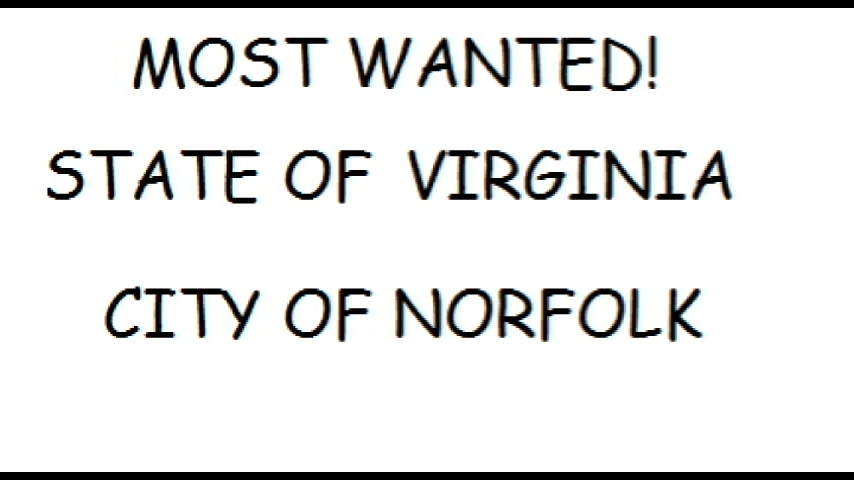 MOST WANTED!
STATE OF VIRGINIA
CITY OF NORFOLK